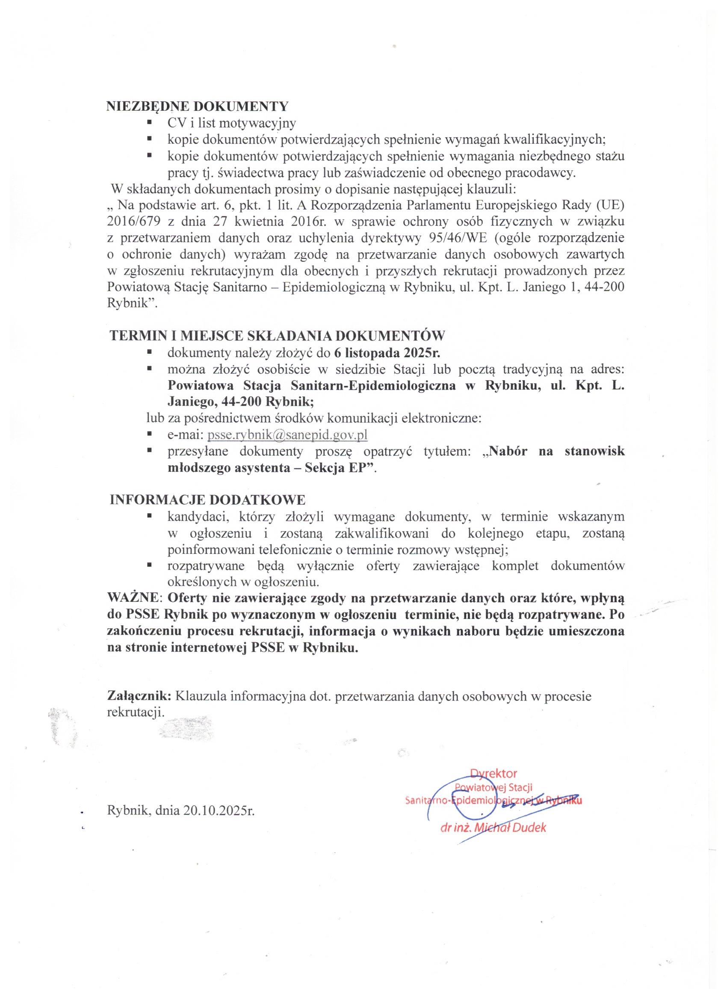 NIEZBĘDNE DOKUMENTY
▪ CV i list motywacyjny
▪ kopie dokumentów potwierdzających spełnienie wymagań kwalifikacyjnych;
▪ kopie dokumentów potwierdzających spełnienie wymagania niezbędnego stażu
pracy tj. świadectwa pracy lub zaświadczenie od obecnego pracodawcy.
W składanych dokumentach prosimy o dopisanie następującej klauzuli:
„ Na podstawie art. 6, pkt. 1 lit. A Rozporządzenia Parlamentu Europejskiego Rady (UE)
2016/679 z dnia 27 kwietnia 2016r. w sprawie ochrony osób fizycznych w związku
z przetwarzaniem danych oraz uchylenia dyrektywy 95/46/WE (ogóle rozporządzenie
o ochronie danych) wyrażam zgodę na przetwarzanie danych osobowych zawartych
w zgłoszeniu rekrutacyjnym dla obecnych i przyszłych rekrutacji prowadzonych przez
Powiatową Stację Sanitarno – Epidemiologiczną w Rybniku, ul. Kpt. L. Janiego 1, 44-200
Rybnik”.
TERMIN I MIEJSCE SKŁADANIA DOKUMENTÓW
▪ dokumenty należy złożyć do 6 listopada 2025r.
▪ można złożyć osobiście w siedzibie Stacji lub pocztą tradycyjną na adres:
Powiatowa Stacja Sanitarn-Epidemiologiczna w Rybniku, ul. Kpt. L.
Janiego, 44-200 Rybnik;
lub za pośrednictwem środków komunikacji elektroniczne:
▪ e-mai: psse.rybnik@sanepid.gov.pl
▪ przesyłane dokumenty proszę opatrzyć tytułem: „Nabór na stanowisk
młodszego asystenta – Sekcja EP”.
INFORMACJE DODATKOWE
▪ kandydaci, którzy złożyli wymagane dokumenty, w terminie wskazanym
w ogłoszeniu i zostaną zakwalifikowani do kolejnego etapu, zostaną
poinformowani telefonicznie o terminie rozmowy wstępnej;
▪ rozpatrywane będą wyłącznie oferty zawierające komplet dokumentów
określonych w ogłoszeniu.
WAŻNE: Oferty nie zawierające zgody na przetwarzanie danych oraz które, wpłyną
do PSSE Rybnik po wyznaczonym w ogłoszeniu terminie, nie będą rozpatrywane. Po
zakończeniu procesu rekrutacji, informacja o wynikach naboru będzie umieszczona
na stronie internetowej PSSE w Rybniku.
Załącznik: Klauzula informacyjna dot. przetwarzania danych osobowych w procesie
rekrutacji.
Dyrektor
Powiatowej Stacji
Sanitarno-Epidemiologicznej w Rybniku
dr inż. Michał Dudek
Rybnik, dnia 20.10.2025r.